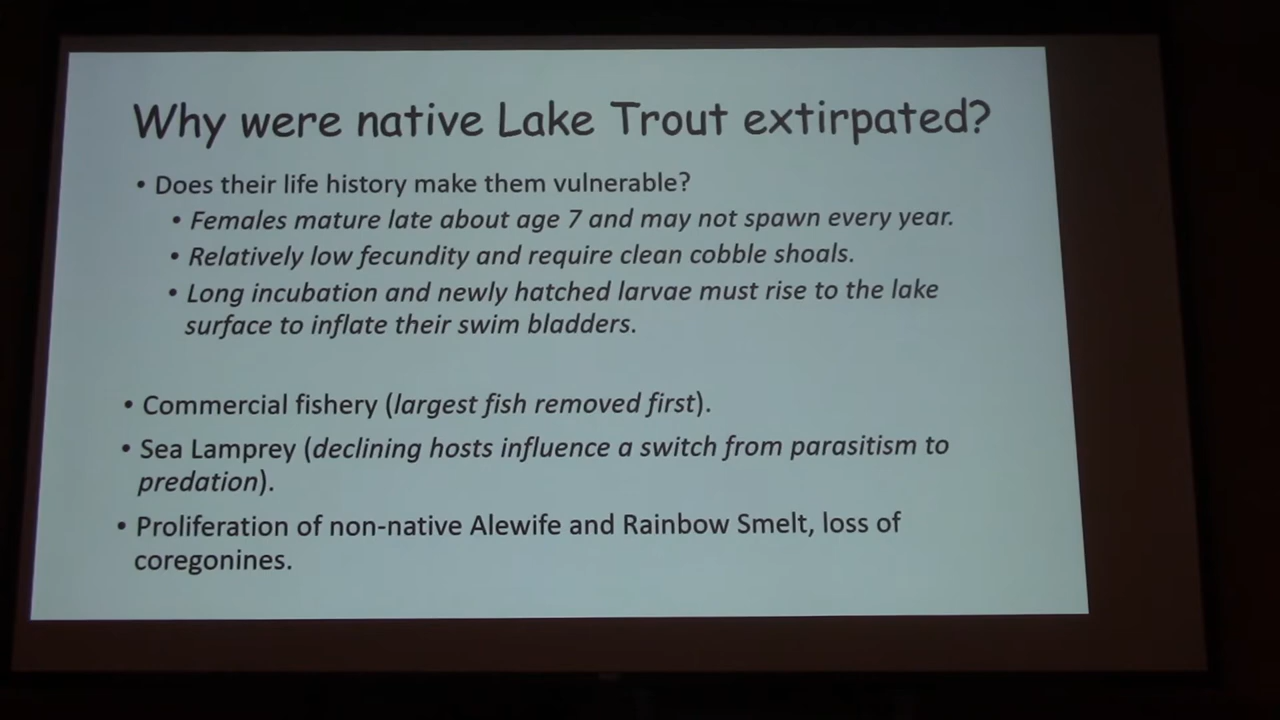 Why were native Lake Trout extirpated?
• Does their life history make them vulnerable?
• Females mature late about age 7 and may not spawn every year.
• Relatively low fecundity and require clean cobble shoals.
• Long incubation and newly hatched larvae must rise to the lake
surface to inflate their swim bladders.
• Commercial fishery (largest fish removed first).
• Sea Lamprey (declining hosts influence a switch from parasitism to
predation).
• Proliferation of non-native Alewife and Rainbow Smelt, loss of
coregonines.